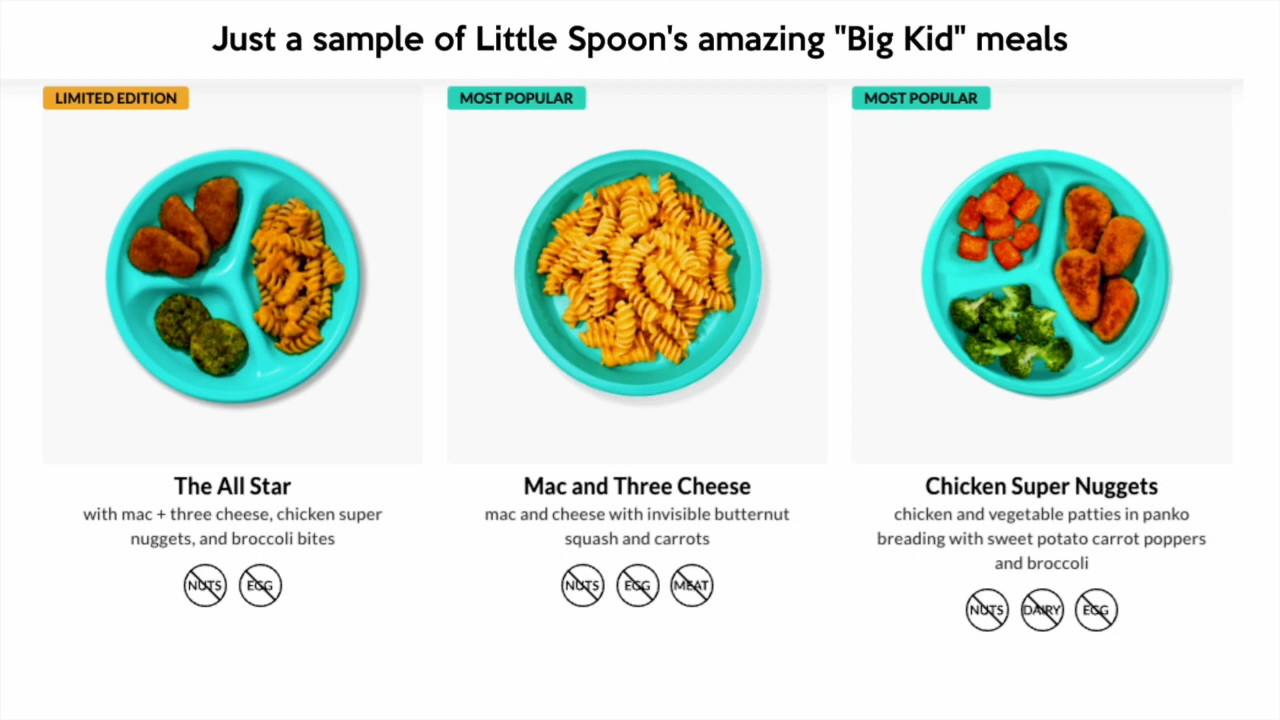 Just a sample of Little Spoon's amazing "Big Kid" meals
LIMITED EDITION
The All Star
with mac + three cheese, chicken super
nuggets, and broccoli bites
NUTS EGG
MOST POPULAR
Mac and Three Cheese
mac and cheese with invisible butternut
squash and carrots
NUTS EGG MEAT
MOST POPULAR
Chicken Super Nuggets
chicken and vegetable patties in panko
breading with sweet potato carrot poppers
and broccoli
NUTS DAIRY EGG